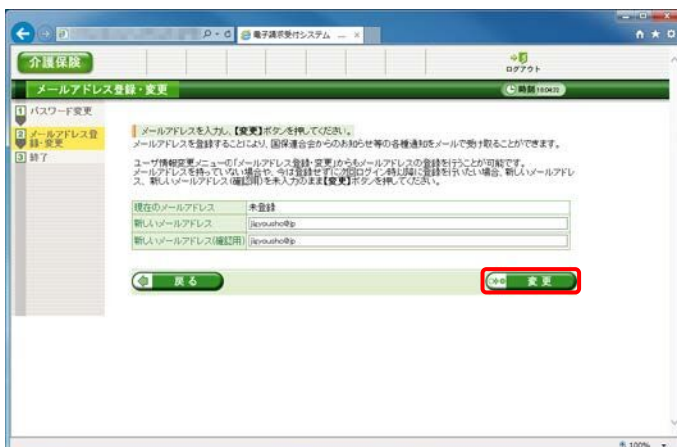 電子請求受付システム
介護保険
ログアウト
メールアドレス登録・変更
時刻
1 パスワード変更
2 メールアドレス登
録・変更
3 終了
メールアドレスを入力し、【変更】ボタンを押してください。
メールアドレスを登録することにより、国保連合会からのお知らせ等の各種通知をメールで受け取ることができます。
ユーザ情報変更メニューの「メールアドレス登録・変更」からもメールアドレスの登録を行うことが可能です。
メールアドレスを持っていない場合や、今は登録せずに次回ログイン時以降に登録を行いたい場合、新しいメールアドレ
ス、新しいメールアドレス(確認用)を未入力のまま【変更】ボタンを押してください。
現在のメールアドレス 未登録
新しいメールアドレス jigyousho@jp
新しいメールアドレス(確認用) jigyousho@jp
戻る
変更
100%